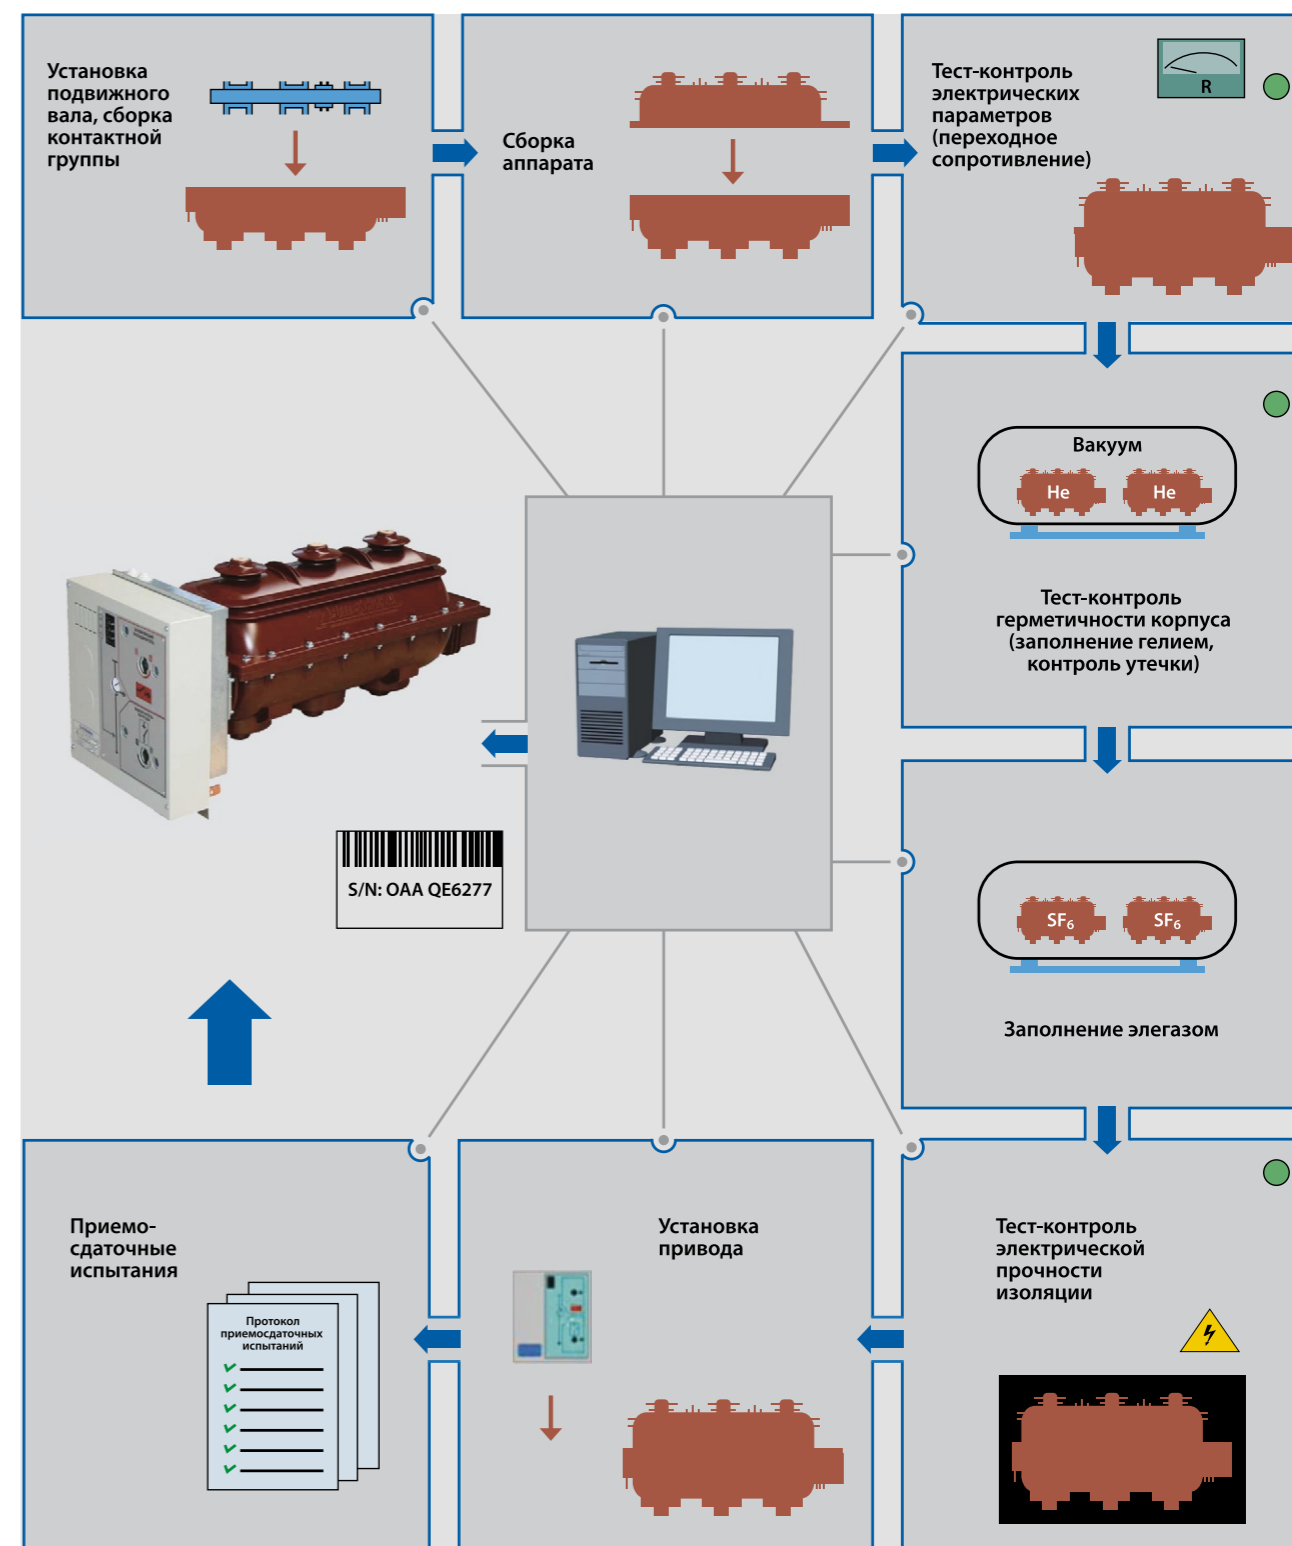 Установка
подвижного
вала, сборка
контактной
группы
Сборка
аппарата
Тест-контроль
электрических
параметров
(переходное
сопротивление)
R
Вакуум
He
He
Тест-контроль
герметичности корпуса
(заполнение гелием,
контроль утечки)
S/N: OAA QE6277
SF₆
SF₆
Заполнение элегазом
Приемо-
сдаточные
испытания
Протокол
приемосдаточных
испытаний
Установка
привода
Тест-контроль
электрической
прочности
изоляции